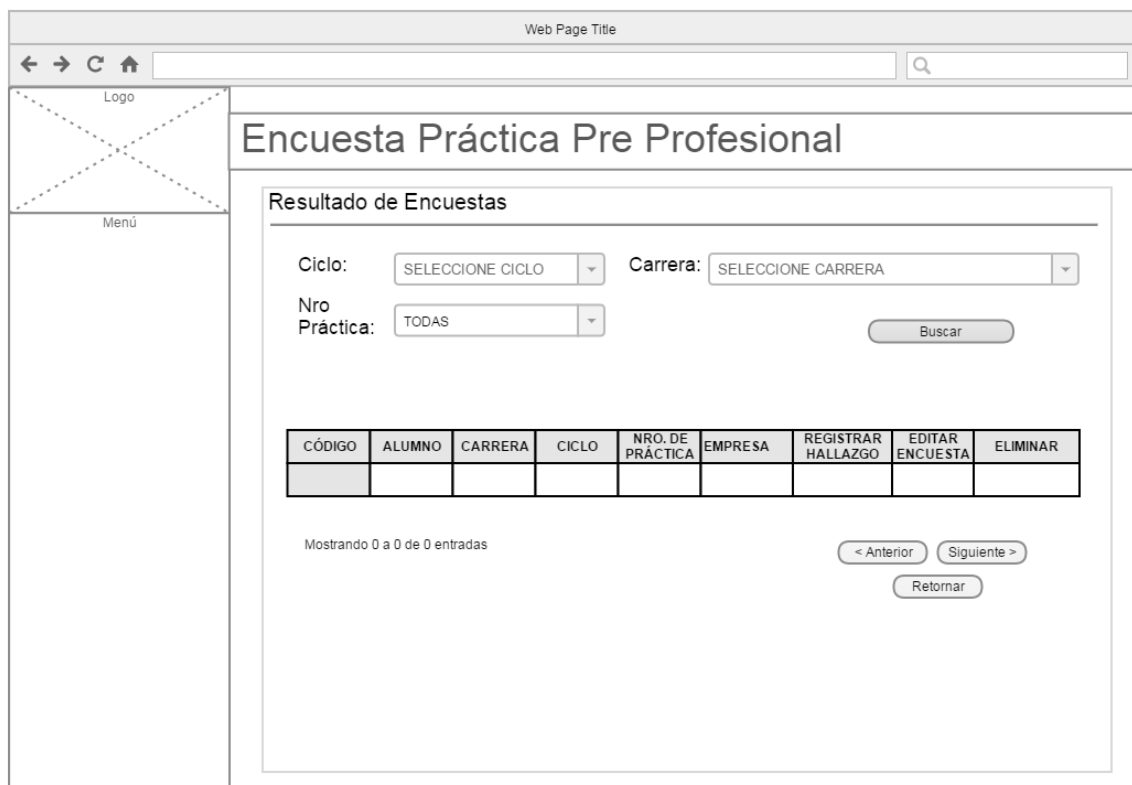 Web Page Title
Logo
Encuesta Práctica Pre Profesional
Menú
Resultado de Encuestas
Ciclo: SELECCIONE CICLO Carrera: SELECCIONE CARRERA
Nro
Práctica: TODAS
Buscar
CÓDIGO ALUMNO CARRERA CICLO NRO. DE PRÁCTICA EMPRESA REGISTRAR HALLAZGO EDITAR ENCUESTA ELIMINAR
Mostrando 0 a 0 de 0 entradas
< Anterior Siguiente >
Retornar